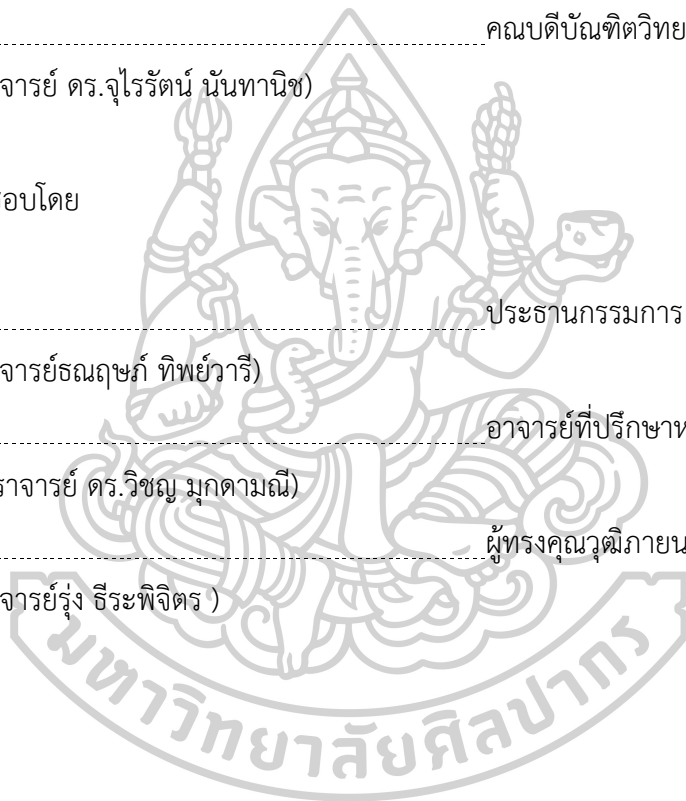 คณบดีบัณฑิตวิทย
จารย์ ดร.จุไรรัตน์ นันทานิช)
อบโดย
ประธานกรรมการ
จารย์ธณฤษภ์ ทิพย์วารี)
อาจารย์ที่ปรึกษาห
ราจารย์ ดร.วิชญ มุกดามณี)
ผู้ทรงคุณวุฒิภายน
จารย์รุ่ง ธีระพิจิตร )
มหาวิทยาลัยศิลปากร